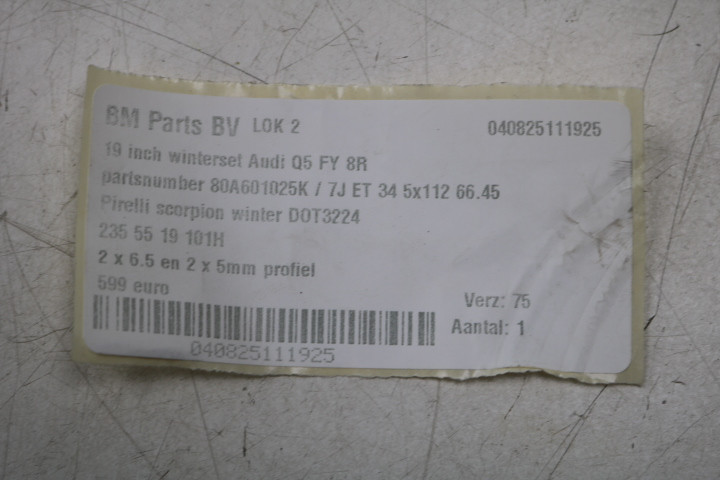 BM Parts BV LOK 2 040825111925
19 inch winterset Audi Q5 FY 8R
partsnumber 80A601025K / 7J ET 34 5x112 66.45
Pirelli scorpion winter DOT3224
235 55 19 101H
2 x 6.5 en 2 x 5mm profiel
599 euro
Verz: 75
Aantal: 1
040825111925